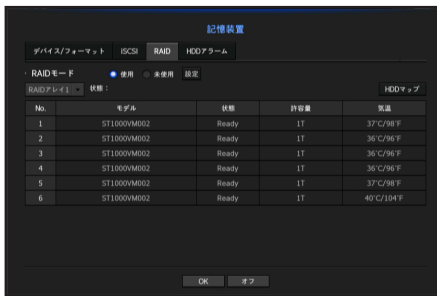 記憶装置
デバイス/フォーマット ISCSI RAID HDDアラーム
RAIDモード 使用 未使用 設定
RAIDアレイ1 状態： HDDマップ
No. モデル 状態 許容量 気温
1 ST1000VM002 Ready 1T 37°C/98°F
2 ST1000VM002 Ready 1T 36°C/96°F
3 ST1000VM002 Ready 1T 36°C/96°F
4 ST1000VM002 Ready 1T 36°C/96°F
5 ST1000VM002 Ready 1T 37°C/98°F
6 ST1000VM002 Ready 1T 40°C/104°F
OK オフ